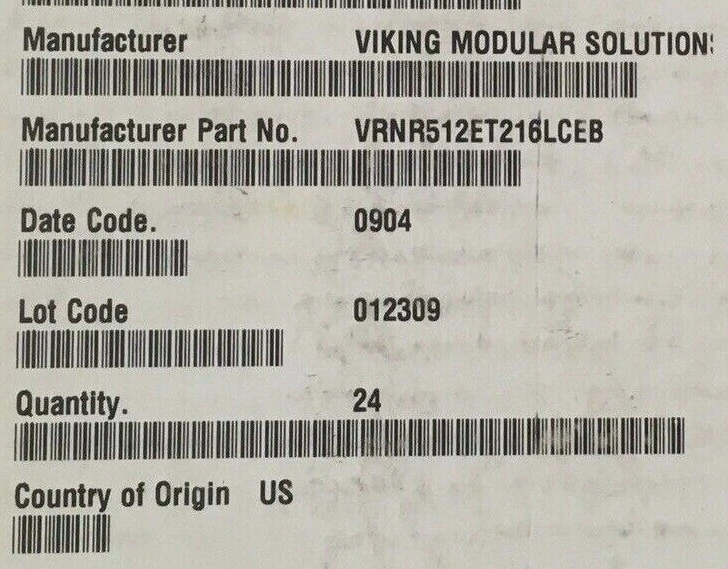 Manufacturer VIKING MODULAR SOLUTIONS
Manufacturer Part No. VRNR512ET216LCEB
Date Code. 0904
Lot Code 012309
Quantity. 24
Country of Origin US